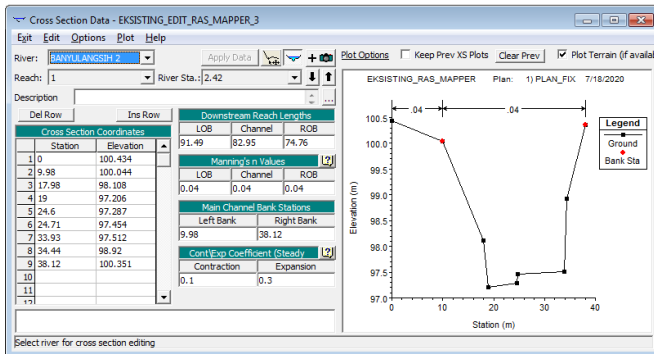 Cross Section Data - EKSISTING_EDIT_RAS_MAPPER_3
Exit Edit Options Plot Help
River: BANYULANGSIH 2 Apply Data Plot Options Keep Prev XS Plots Clear Prev Plot Terrain (if availal
Reach: 1 River Sta.: 2.42
Description ...
Del Row Ins Row
Cross Section Coordinates
Station Elevation
1 0 100.434
2 9.98 100.044
3 17.98 98.108
4 19 97.206
5 24.6 97.287
6 24.71 97.454
7 33.93 97.512
8 34.44 98.92
9 38.12 100.351
10
11
12
Downstream Reach Lengths
LOB Channel ROB
91.49 82.95 74.76
Manning's n Values ?
LOB Channel ROB
0.04 0.04 0.04
Main Channel Bank Stations
Left Bank Right Bank
9.98 38.12
Cont\Exp Coefficient (Steady ?
Contraction Expansion
0.1 0.3
EKSISTING_RAS_MAPPER Plan: 1) PLAN_FIX 7/18/2020
.04 .04
Legend
Ground
Bank Sta
Elevation (m)
100.5
100.0
99.5
99.0
98.5
98.0
97.5
97.0
0 10 20 30 40
Station (m)
Select river for cross section editing